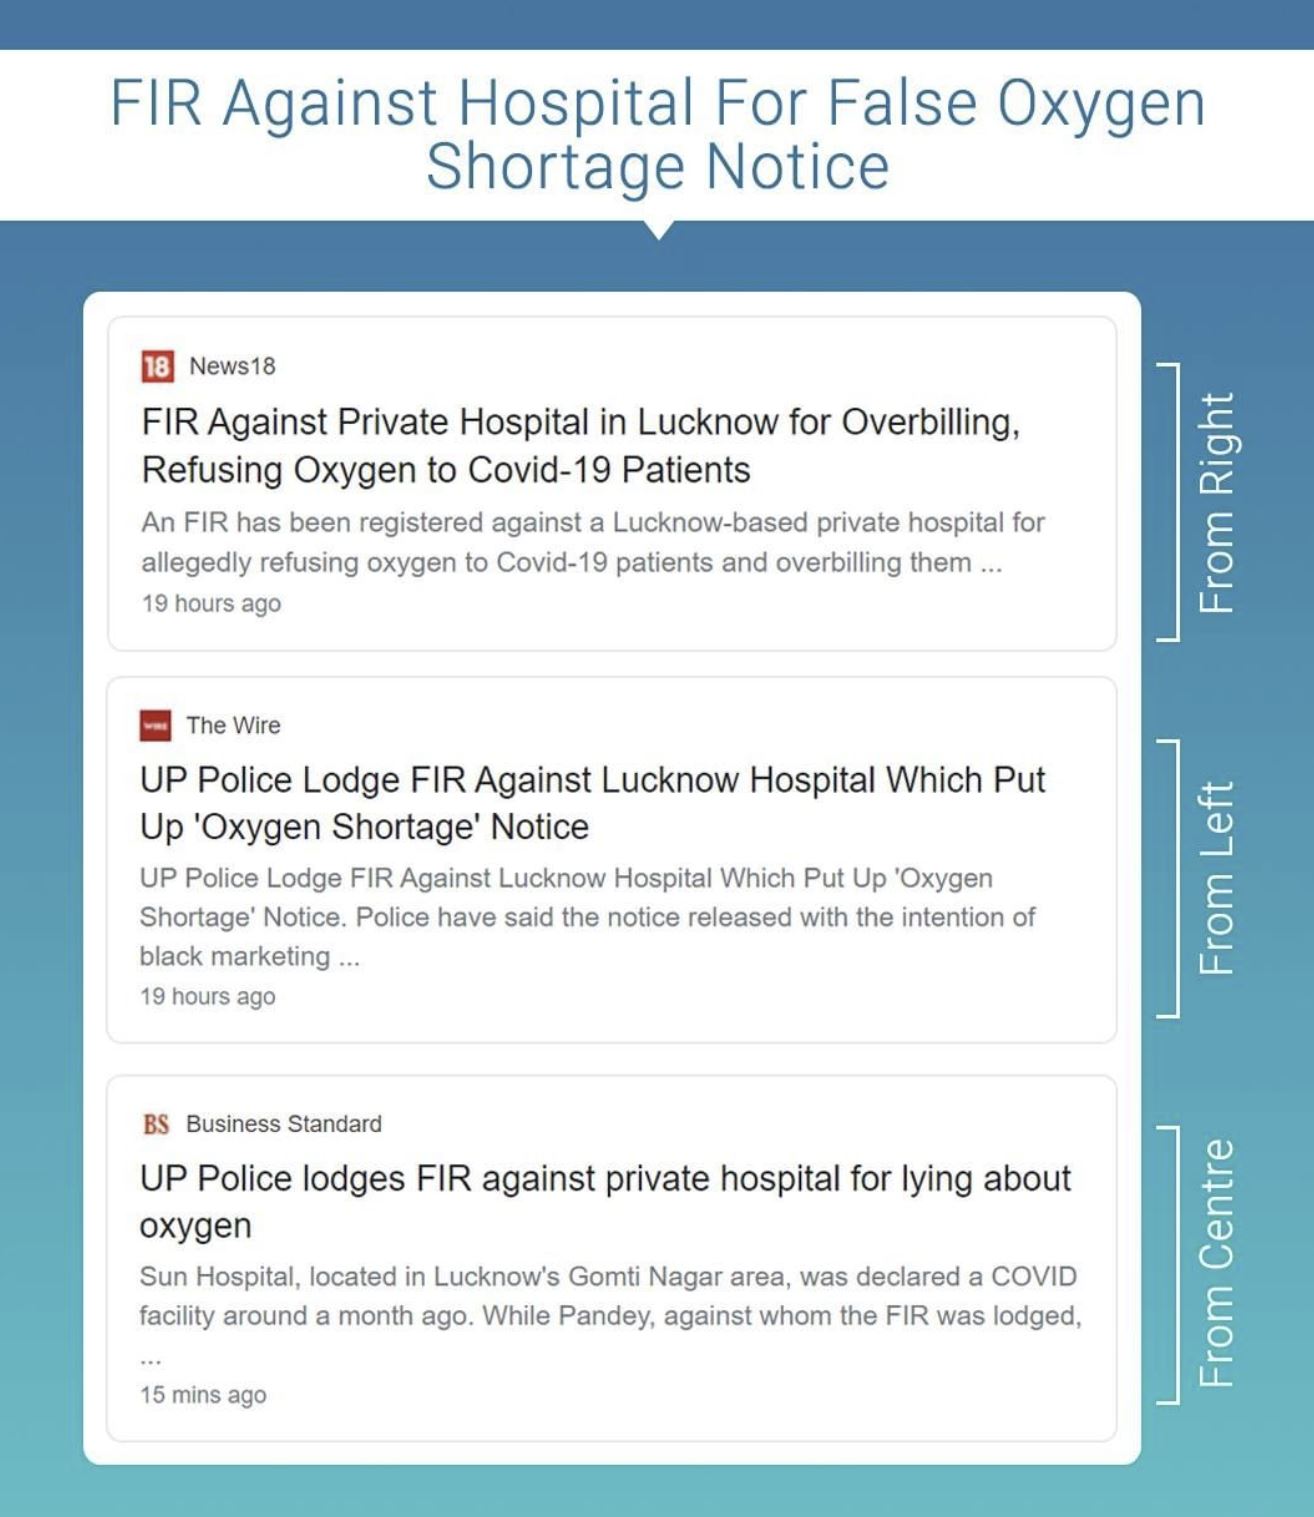 FIR Against Hospital For False Oxygen
Shortage Notice
18 News18
FIR Against Private Hospital in Lucknow for Overbilling,
Refusing Oxygen to Covid-19 Patients
An FIR has been registered against a Lucknow-based private hospital for
allegedly refusing oxygen to Covid-19 patients and overbilling them ...
19 hours ago
From Right
WIRE The Wire
UP Police Lodge FIR Against Lucknow Hospital Which Put
Up 'Oxygen Shortage' Notice
UP Police Lodge FIR Against Lucknow Hospital Which Put Up 'Oxygen
Shortage' Notice. Police have said the notice released with the intention of
black marketing ...
19 hours ago
From Left
BS Business Standard
UP Police lodges FIR against private hospital for lying about
oxygen
Sun Hospital, located in Lucknow's Gomti Nagar area, was declared a COVID
facility around a month ago. While Pandey, against whom the FIR was lodged,
...
15 mins ago
From Centre